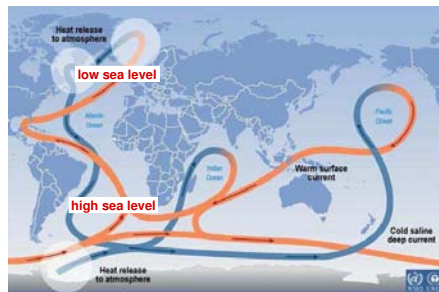 Heat release
to atmosphere
low sea level
Atlantic
Ocean
Pacific
Ocean
Indian
Ocean
Warm surface
current
high sea level
Cold saline
deep current
Heat release
to atmosphere